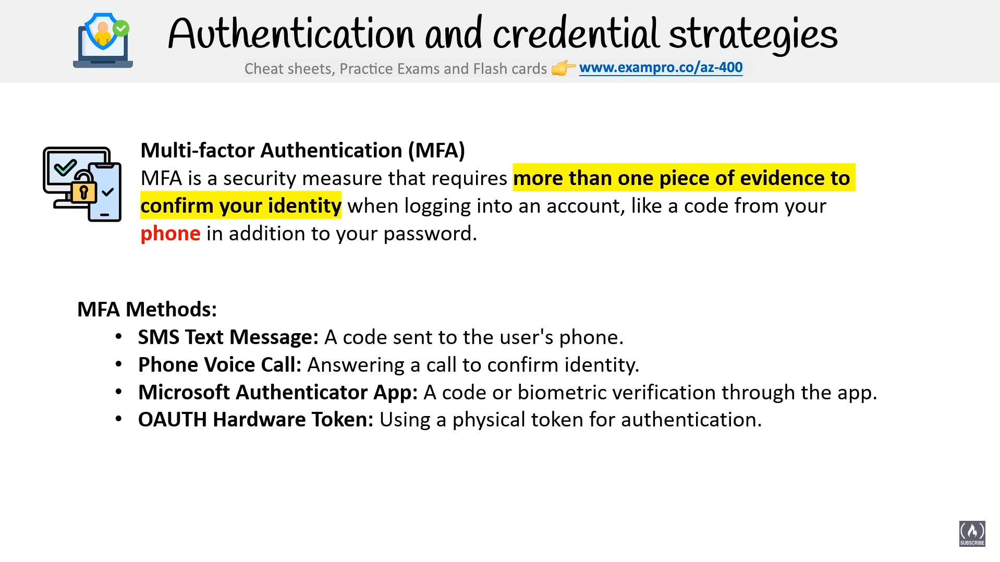 Authentication and credential strategies
Cheat sheets, Practice Exams and Flash cards www.exampro.co/az-400
Multi-factor Authentication (MFA)
MFA is a security measure that requires more than one piece of evidence to
confirm your identity when logging into an account, like a code from your
phone in addition to your password.
MFA Methods:
• SMS Text Message: A code sent to the user's phone.
• Phone Voice Call: Answering a call to confirm identity.
• Microsoft Authenticator App: A code or biometric verification through the app.
• OAUTH Hardware Token: Using a physical token for authentication.
SUBSCRIBE